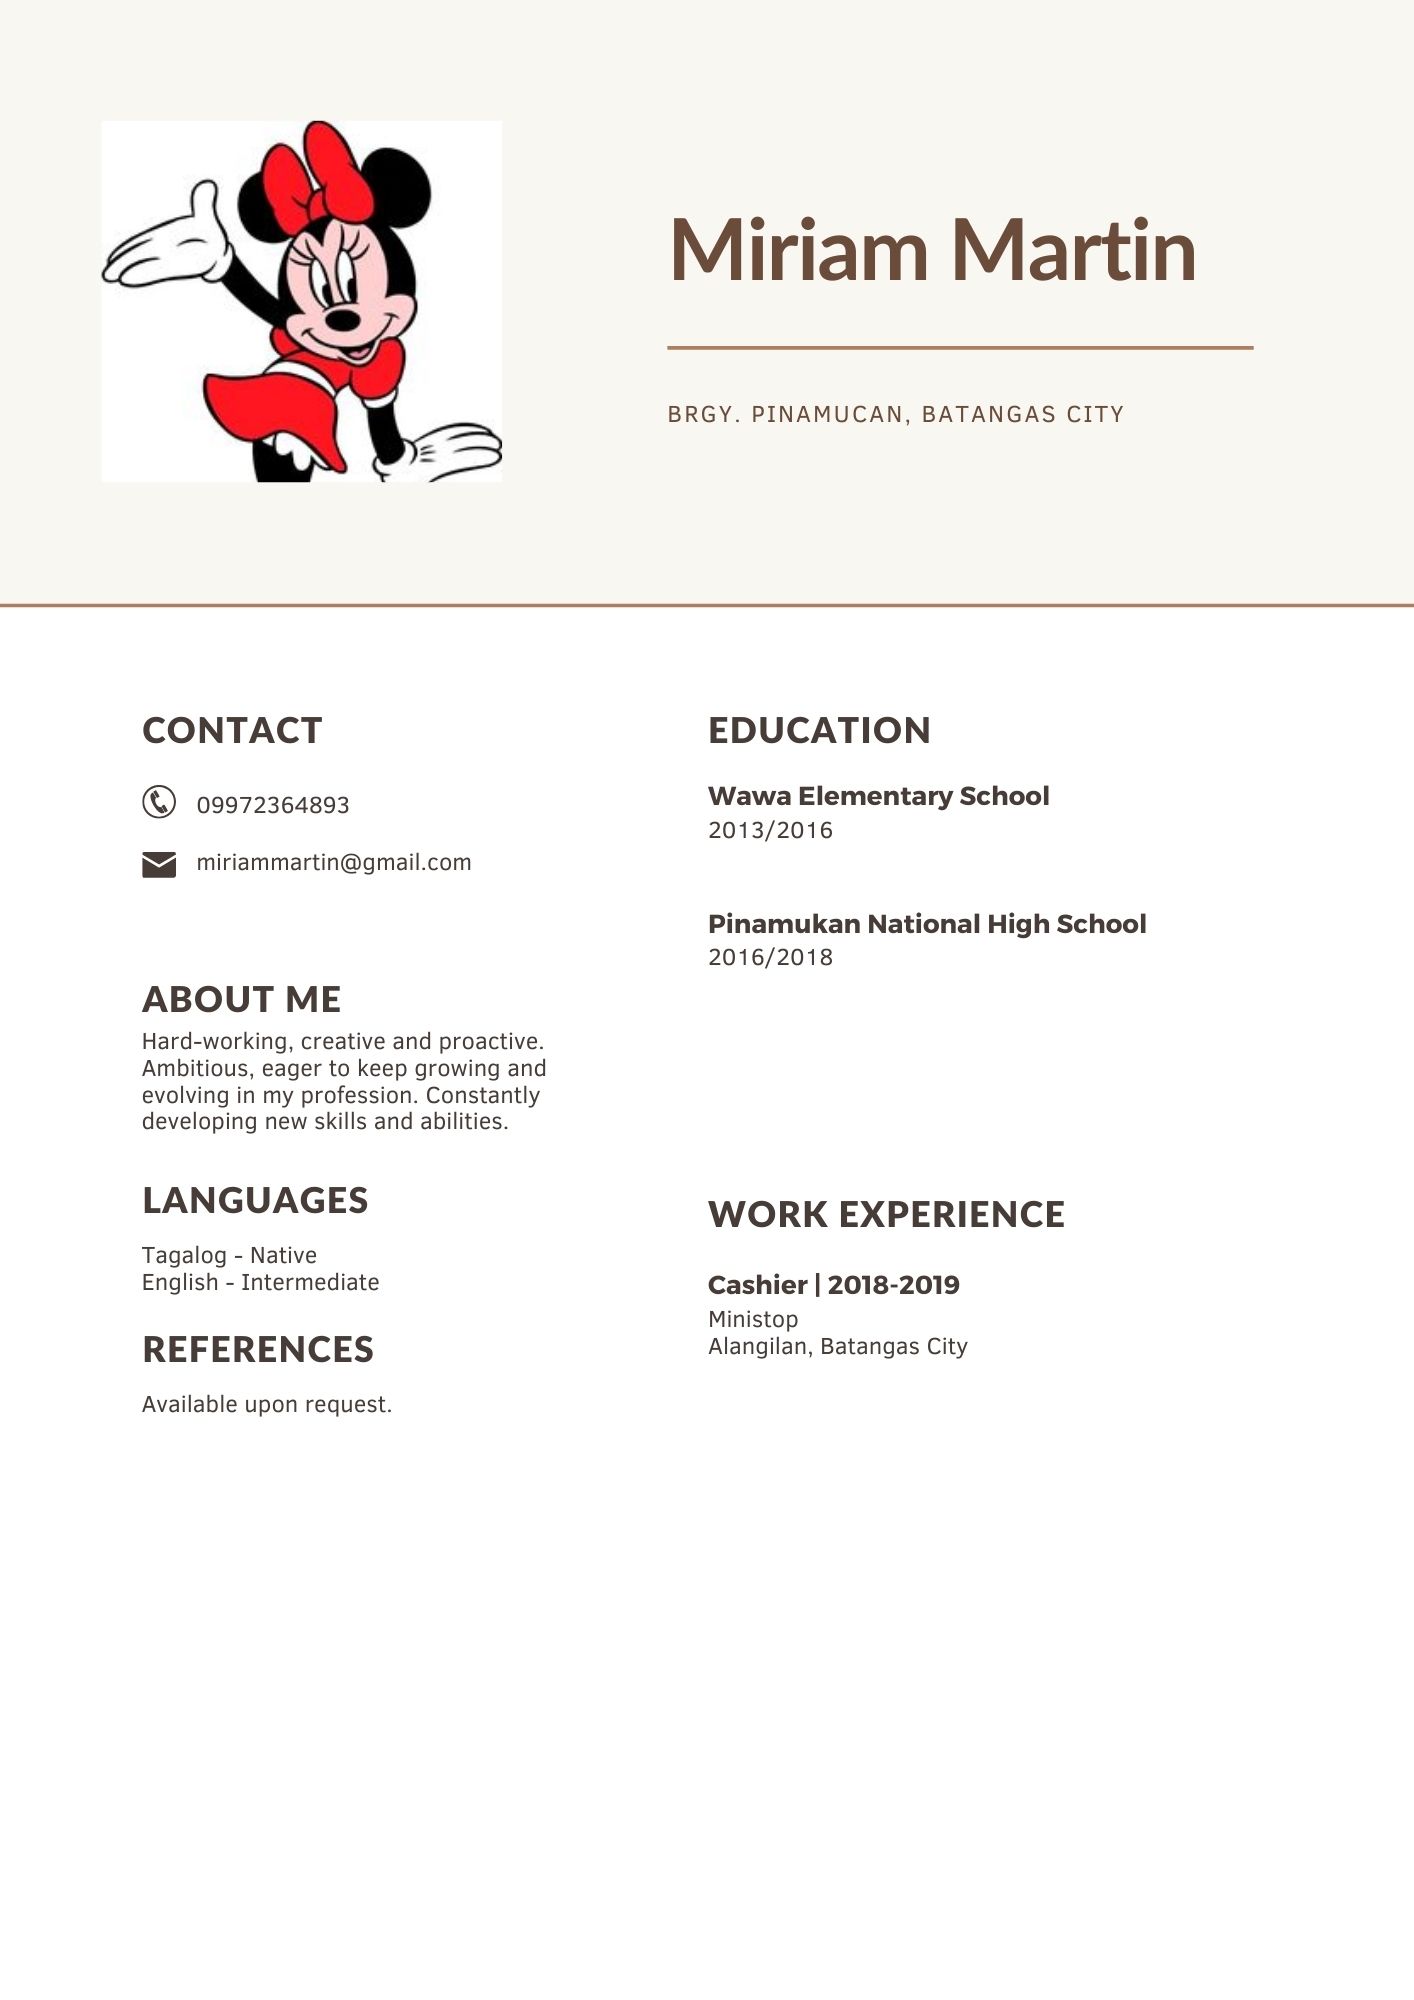 Miriam Martin
BRGY. PINAMUCAN, BATANGAS CITY
CONTACT
09972364893
miriammartin@gmail.com
ABOUT ME
Hard-working, creative and proactive.
Ambitious, eager to keep growing and
evolving in my profession. Constantly
developing new skills and abilities.
LANGUAGES
Tagalog - Native
English - Intermediate
REFERENCES
Available upon request.
EDUCATION
Wawa Elementary School
2013/2016
Pinamukan National High School
2016/2018
WORK EXPERIENCE
Cashier | 2018-2019
Ministop
Alangilan, Batangas City